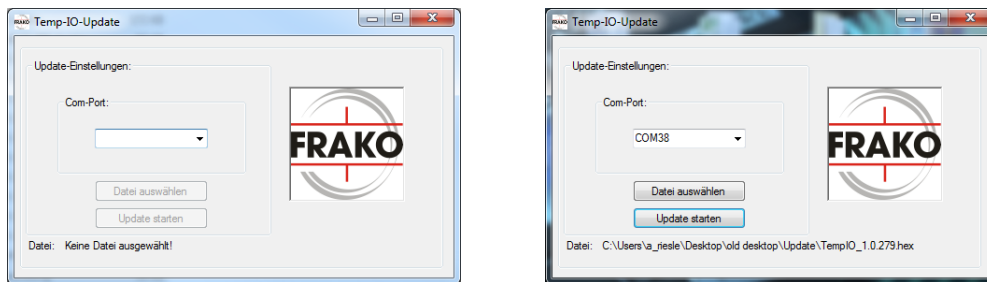 FRAKO Temp-IO-Update
Update-Einstellungen:
Com-Port:
FRAKO
Datei auswählen
Update starten
Datei: Keine Datei ausgewählt!
FRAKO Temp-IO-Update
Update-Einstellungen:
Com-Port:
COM38
FRAKO
Datei auswählen
Update starten
Datei: C:\Users\a_riesle\Desktop\old desktop\Update\TempIO_1.0.279.hex